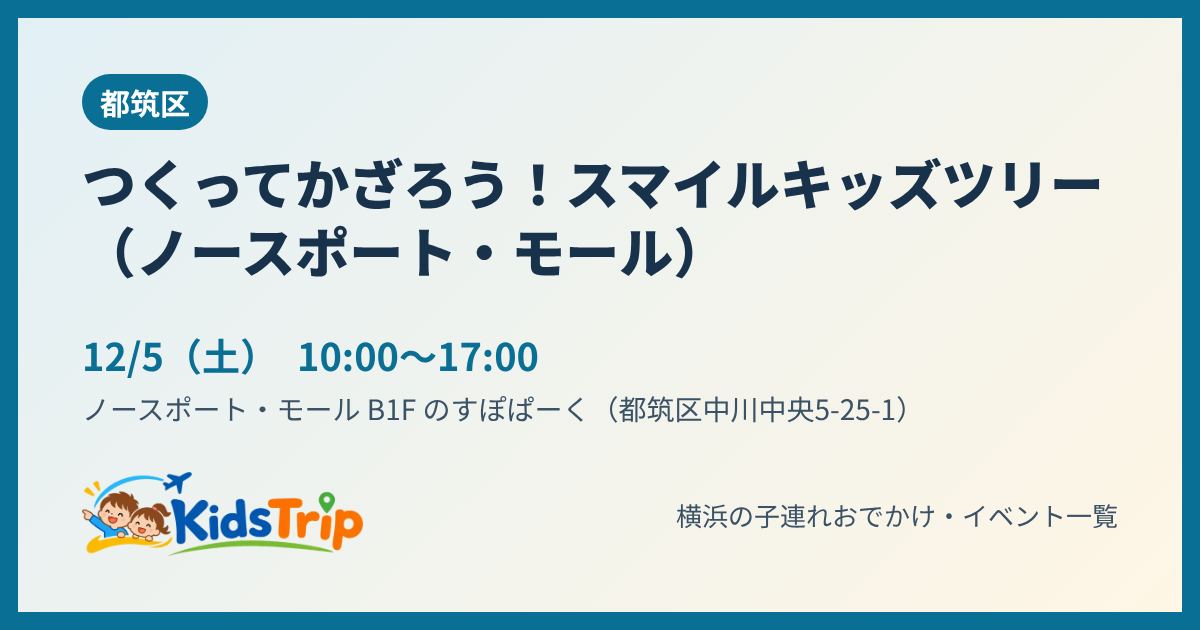 都筑区
つくってかざろう！スマイルキッズツリー
（ノースポート・モール）
12/5（土） 10:00〜17:00
ノースポート・モール B1F のすぽぱーく（都筑区中川中央5-25-1）
KidsTrip
横浜の子連れおでかけ・イベント一覧